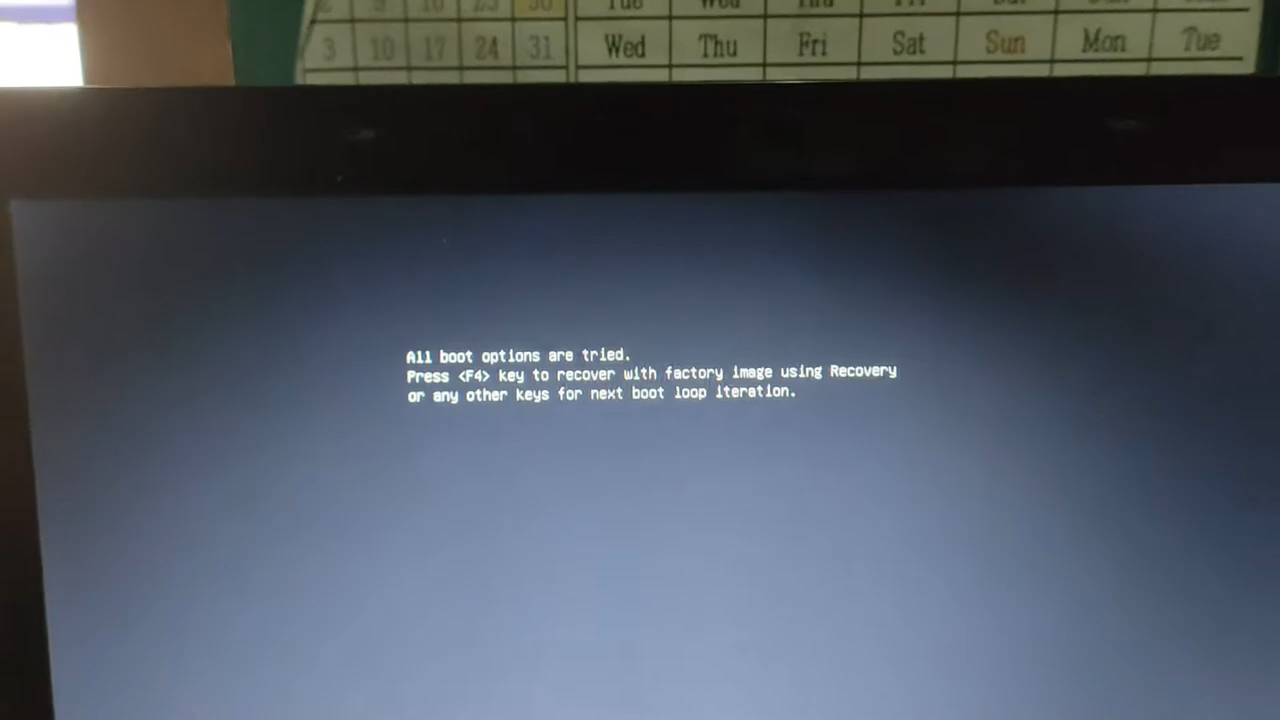 3 10 17 24 31 Wed Thu Fri Sat Sun Mon Tue
All boot options are tried.
Press <F4> key to recover with factory image using Recovery
or any other keys for next boot loop iteration.